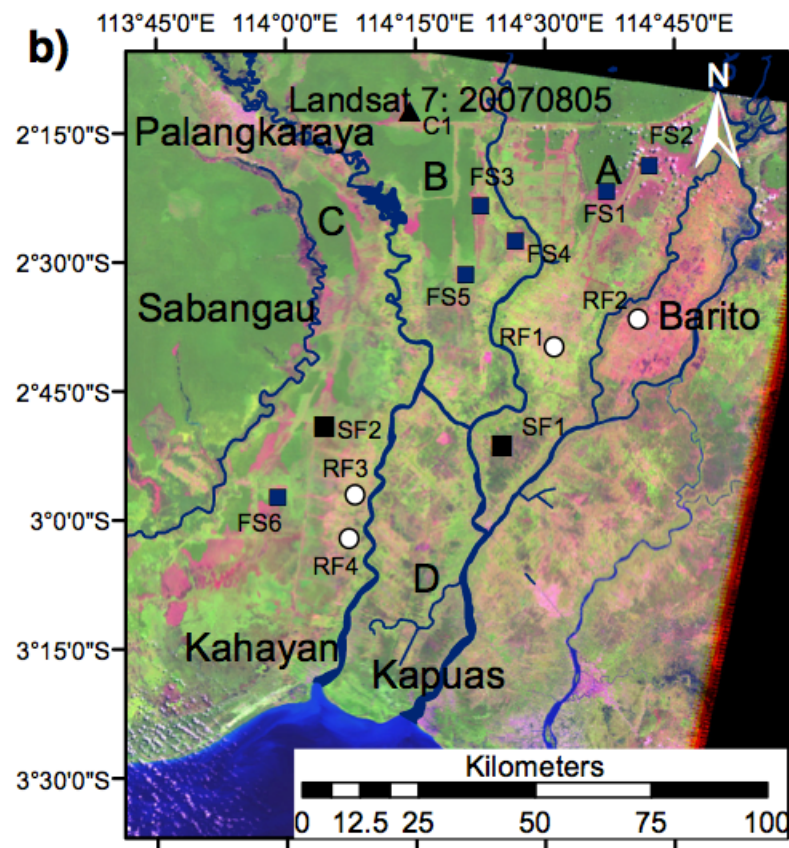 b)
113°45'0"E 114°0'0"E 114°15'0"E 114°30'0"E 114°45'0"E
N
Landsat 7: 20070805
2°15'0"S
Palangkaraya
C1
FS2
B
A
FS3
FS1
C
FS4
2°30'0"S
FS5
RF2
Sabangau
Barito
RF1
2°45'0"S
SF2
SF1
RF3
FS6
3°0'0"S
RF4
D
3°15'0"S
Kahayan
Kapuas
3°30'0"S
Kilometers
0 12.5 25 50 75 100